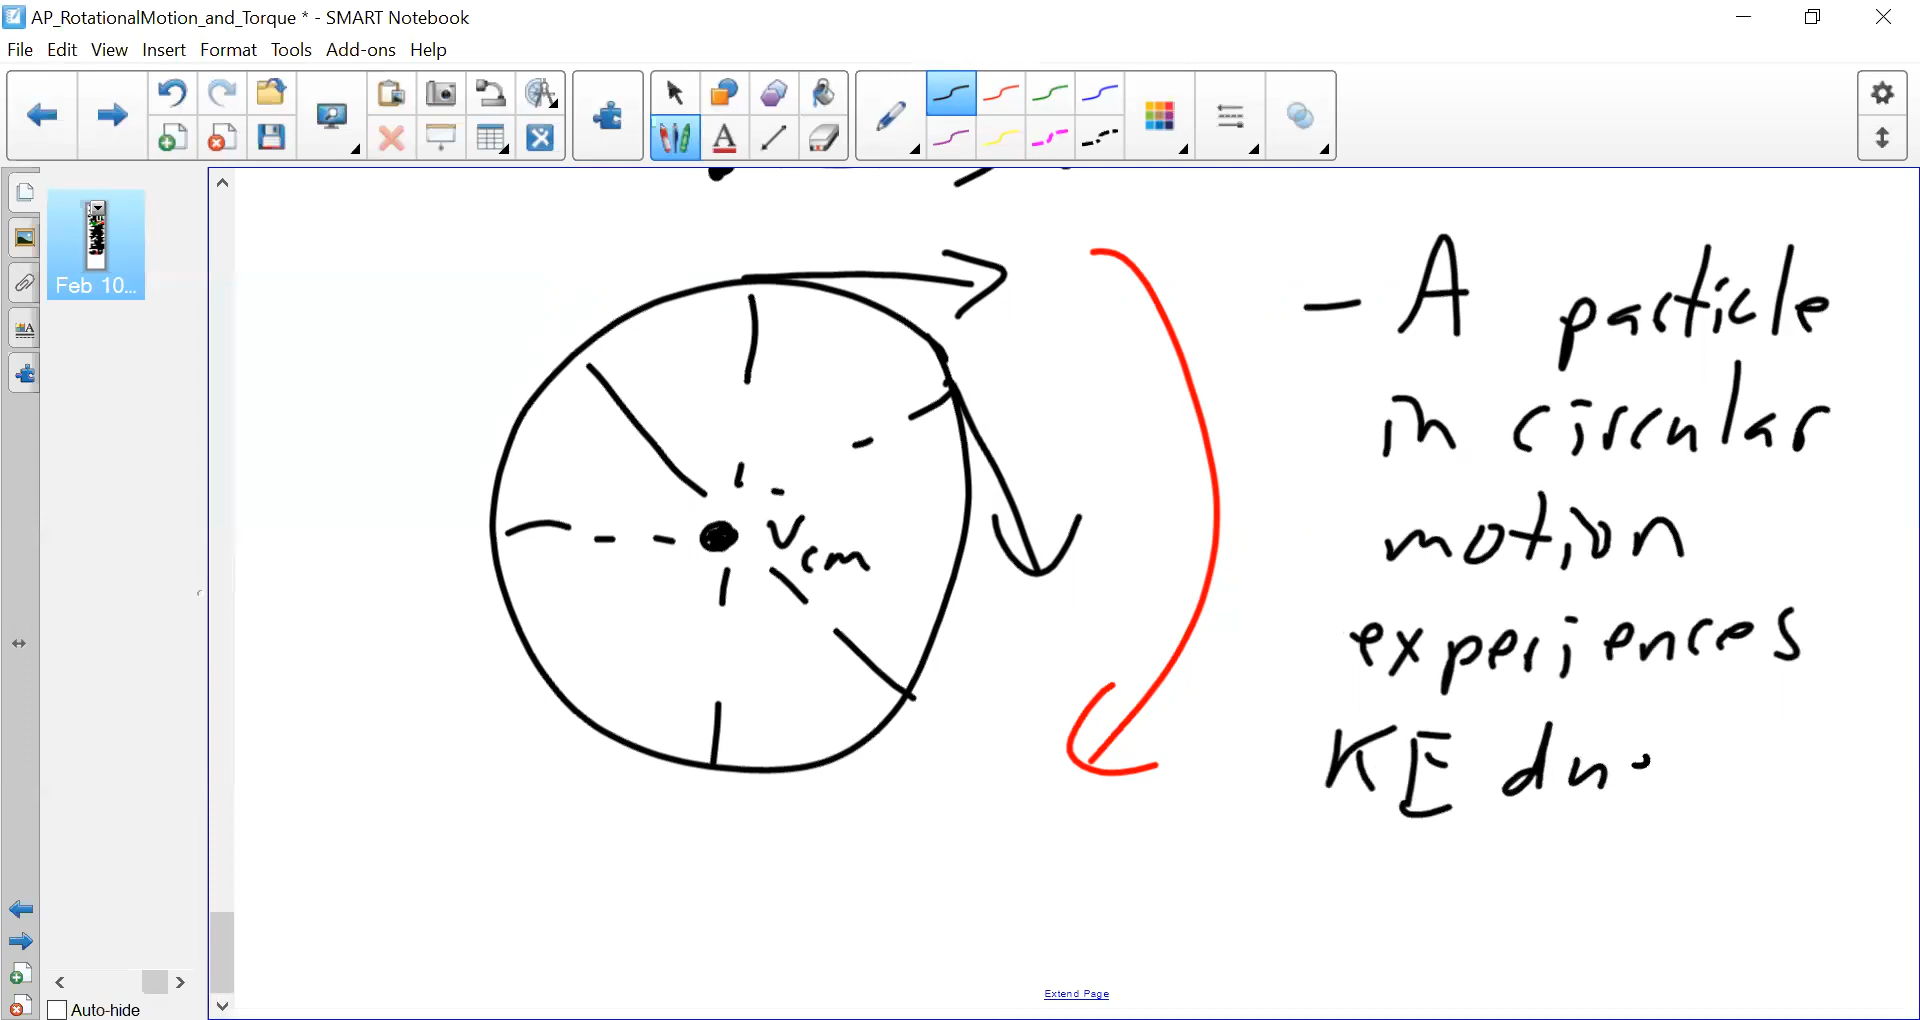 AP_RotationalMotion_and_Torque * - SMART Notebook
File Edit View Insert Format Tools Add-ons Help
Feb 10...
- A particle
in circular
motion
experiences
KE du
Vcm
Extend Page
Auto-hide